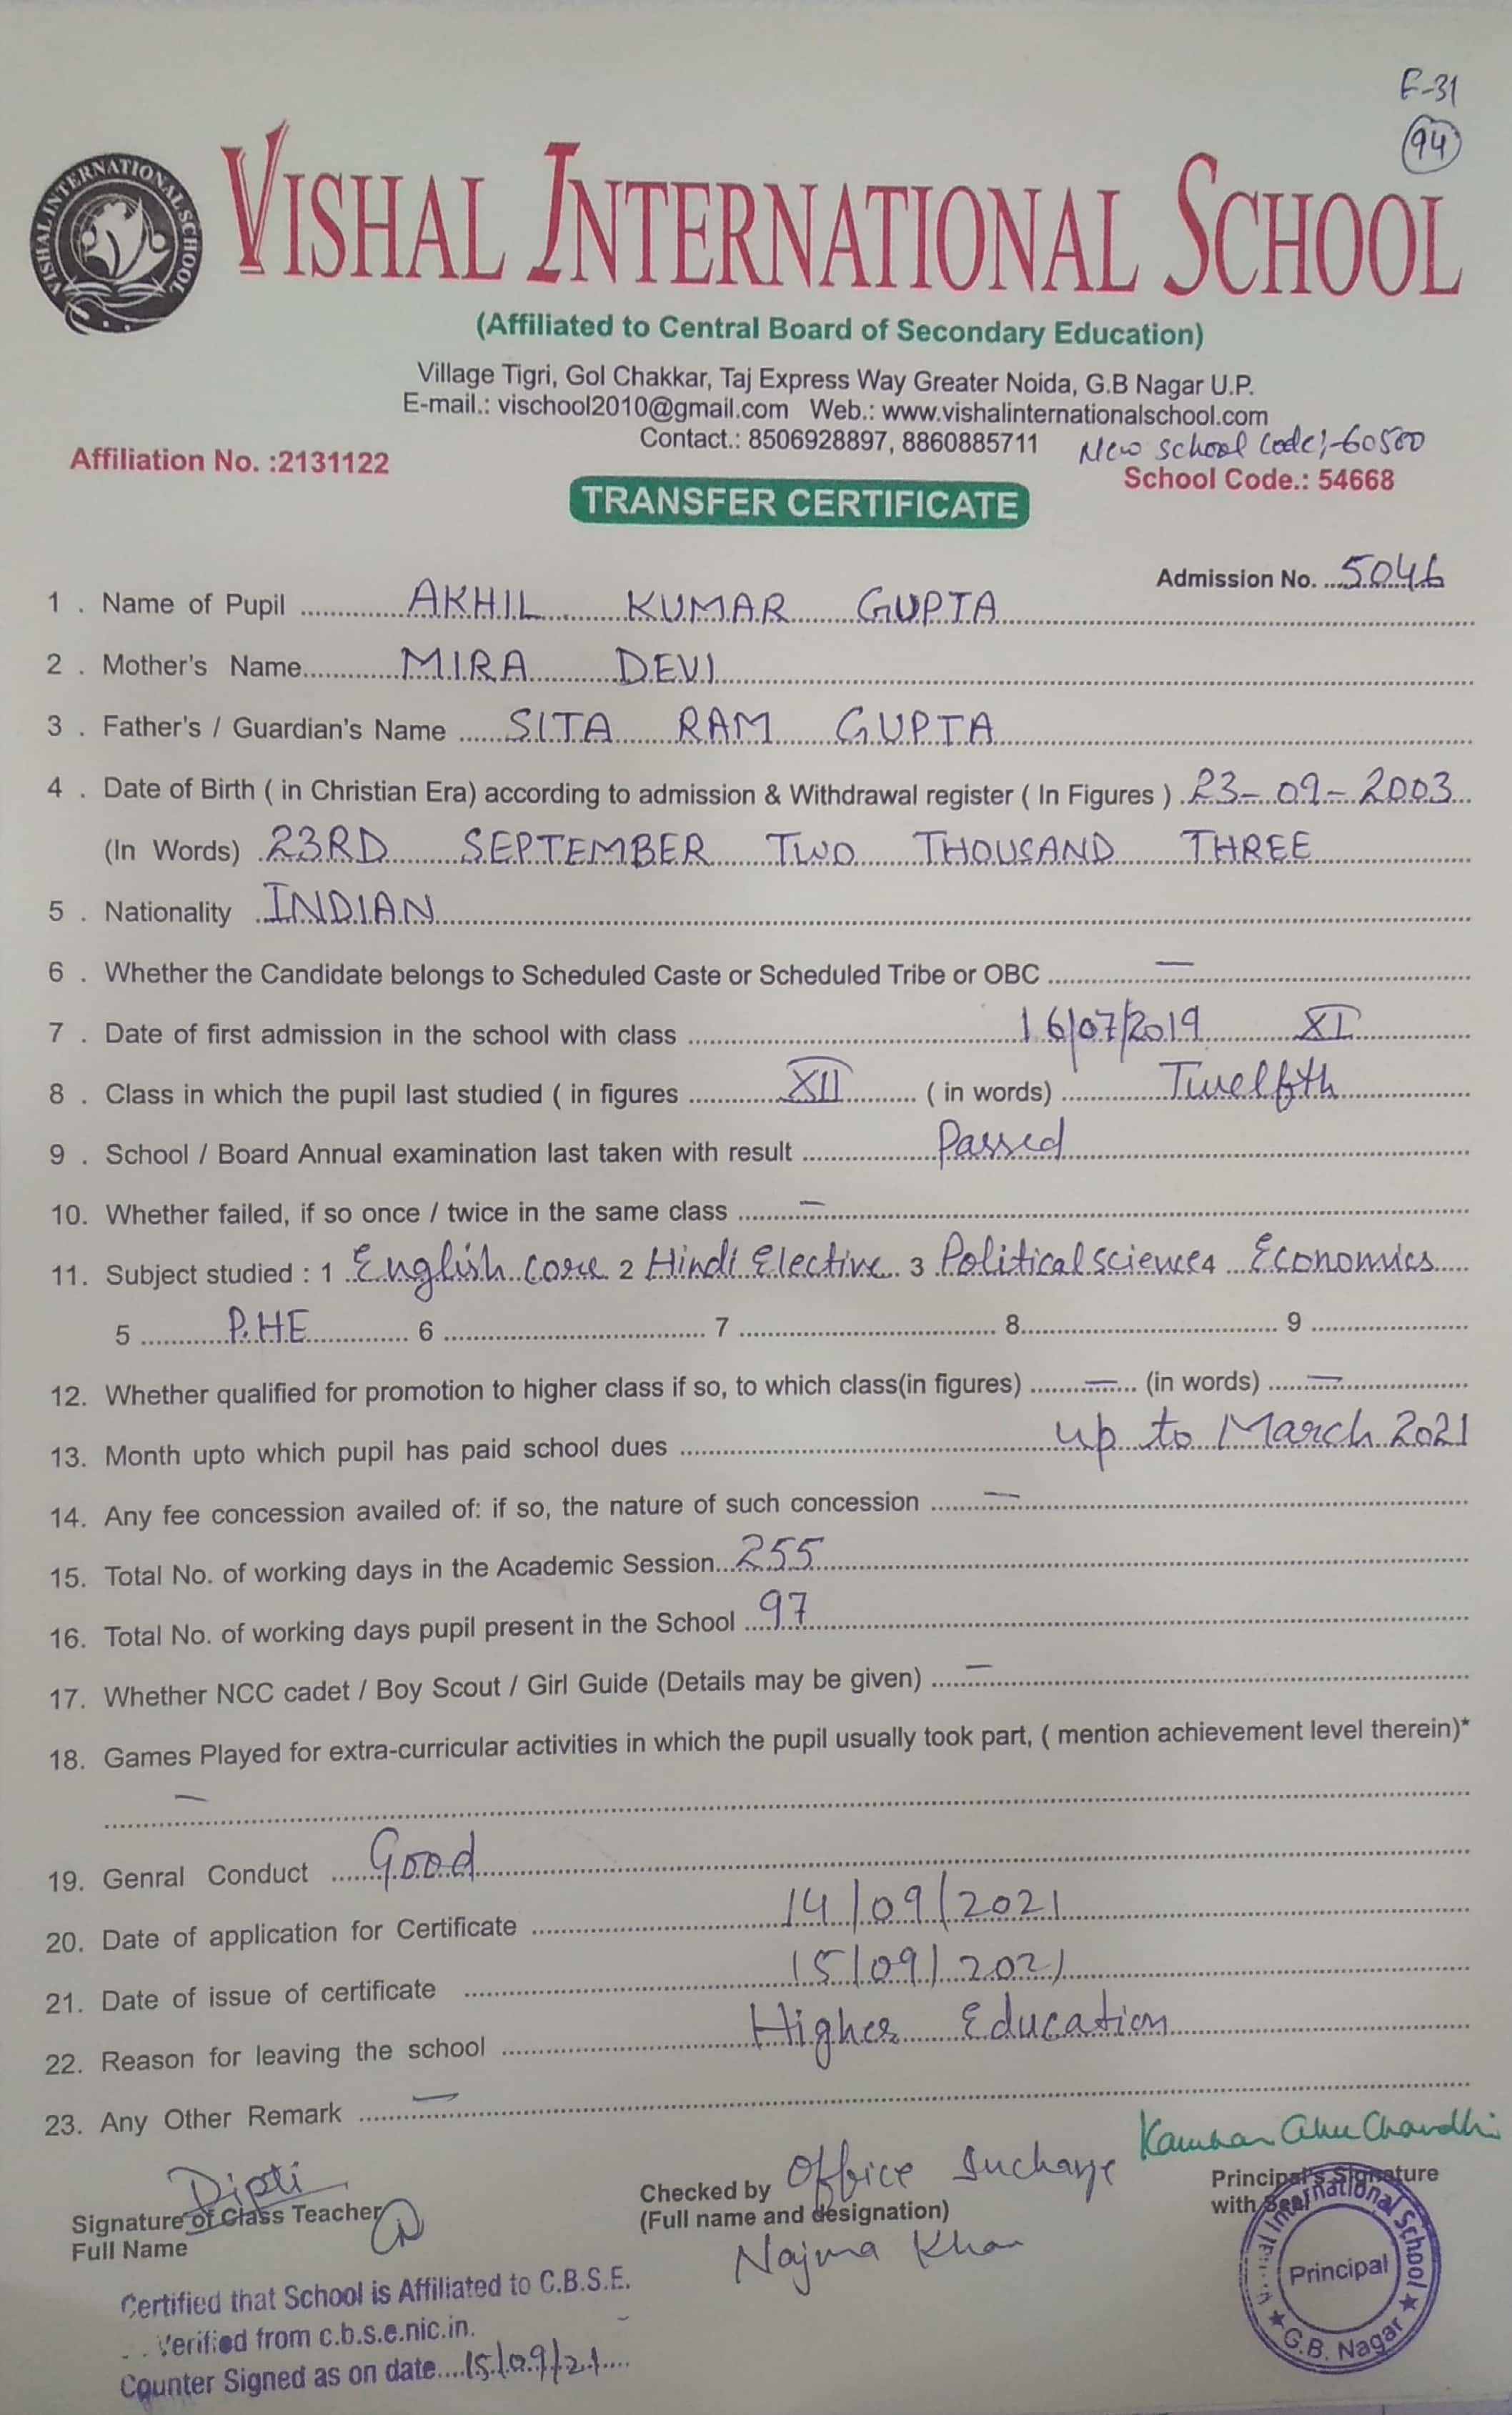 F-31
94
VISHAL INTERNATIONAL SCHOOL
VISHAL INTERNATIONAL SCHOOL
(Affiliated to Central Board of Secondary Education)
Village Tigri, Gol Chakkar, Taj Express Way Greater Noida, G.B Nagar U.P.
E-mail.: vischool2010@gmail.com Web.: www.vishalinternationalschool.com
Contact.: 8506928897, 8860885711 New school code:-60500
Affiliation No. :2131122 School Code.: 54668
TRANSFER CERTIFICATE
Admission No. 5046
1 . Name of Pupil AKHIL KUMAR GUPTA
2 . Mother's Name MIRA DEVI
3 . Father's / Guardian's Name SITA RAM GUPTA
4 . Date of Birth ( in Christian Era) according to admission & Withdrawal register ( In Figures ) 23-09-2003
(In Words) 23RD SEPTEMBER TWO THOUSAND THREE
5 . Nationality INDIAN
6 . Whether the Candidate belongs to Scheduled Caste or Scheduled Tribe or OBC —
7 . Date of first admission in the school with class 16/07/2019 XI
8 . Class in which the pupil last studied ( in figures XII ( in words) Twelfth
9 . School / Board Annual examination last taken with result Passed
10. Whether failed, if so once / twice in the same class —
11. Subject studied : 1 English core 2 Hindi Elective 3 Political science 4 Economics
5 P.HE 6 7 8 9
12. Whether qualified for promotion to higher class if so, to which class(in figures) — (in words) —
13. Month upto which pupil has paid school dues up to March 2021
14. Any fee concession availed of: if so, the nature of such concession —
15. Total No. of working days in the Academic Session 255
16. Total No. of working days pupil present in the School 97
17. Whether NCC cadet / Boy Scout / Girl Guide (Details may be given) —
18. Games Played for extra-curricular activities in which the pupil usually took part, ( mention achievement level therein)*
—
19. Genral Conduct Good
20. Date of application for Certificate 14/09/2021
21. Date of issue of certificate 15/09/2021
22. Reason for leaving the school Higher Education
23. Any Other Remark —
Dipti
Signature of Class Teacher
Full Name
Checked by Office Incharge
(Full name and designation)
Najma Khan
Principal's Signature
with Seal
International School
Principal
★ G.B. Nagar ★
Certified that School is Affiliated to C.B.S.E.
Verified from c.b.s.e.nic.in.
Counter Signed as on date....15/09/21....